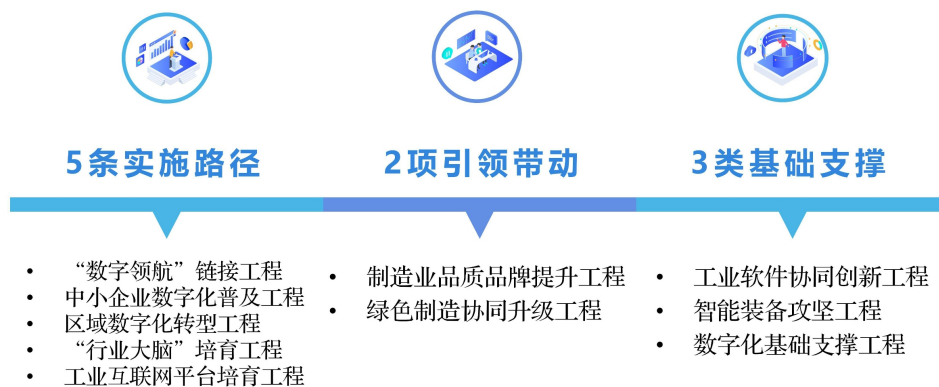 5条实施路径
“数字领航”链接工程
中小企业数字化普及工程
区域数字化转型工程
“行业大脑”培育工程
工业互联网平台培育工程
2项引领带动
制造业品质品牌提升工程
绿色制造协同升级工程
3类基础支撑
工业软件协同创新工程
智能装备攻坚工程
数字化基础支撑工程